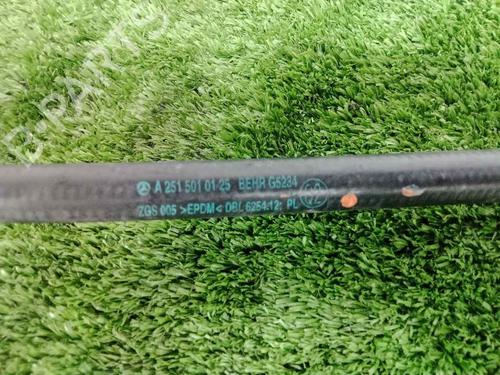 B-PARTS
A 251 501 01 25 BEHR G5234
ZGS 005 >EPDM< DBL 6254.12; PL